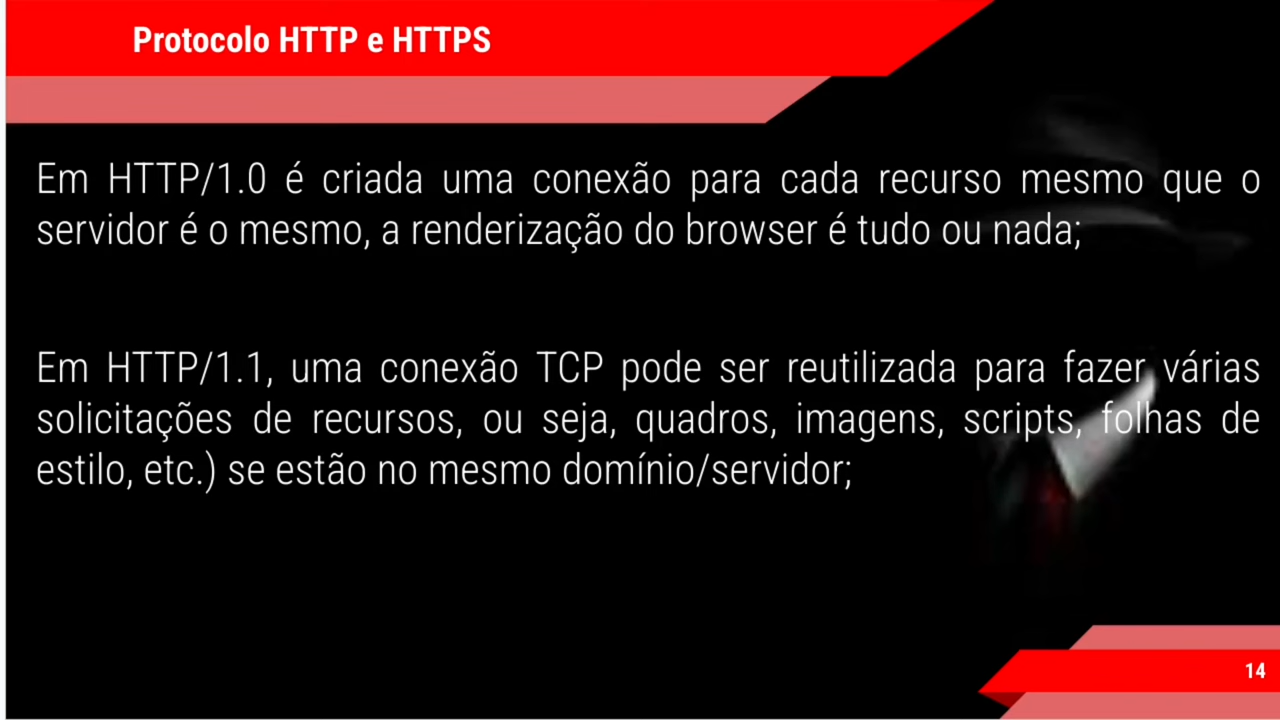 Protocolo HTTP e HTTPS
Em HTTP/1.0 é criada uma conexão para cada recurso mesmo que o
servidor é o mesmo, a renderização do browser é tudo ou nada;
Em HTTP/1.1, uma conexão TCP pode ser reutilizada para fazer várias
solicitações de recursos, ou seja, quadros, imagens, scripts, folhas de
estilo, etc.) se estão no mesmo domínio/servidor;
14